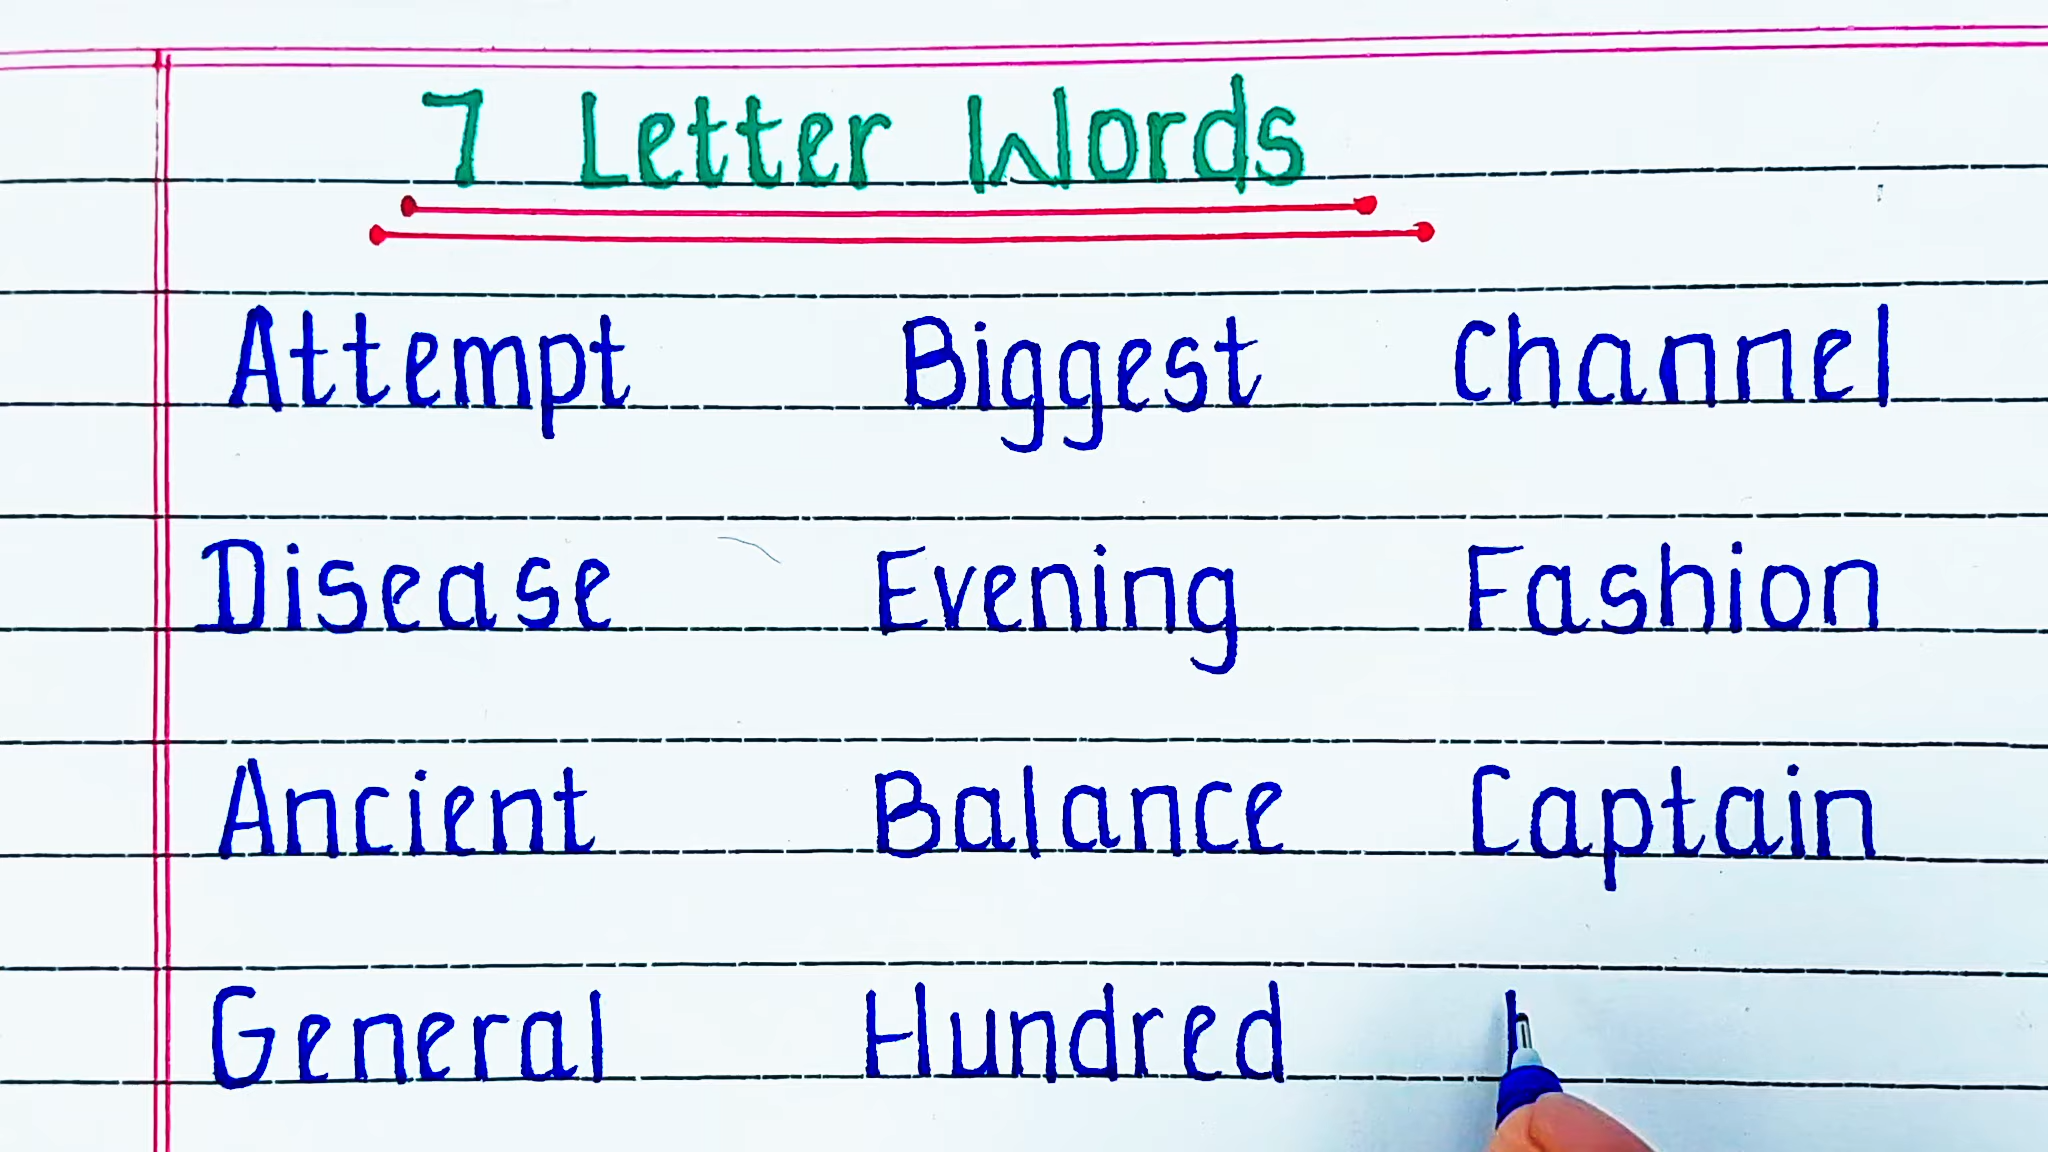 7 Letter Words
Attempt Biggest Channel
Disease Evening Fashion
Ancient Balance Captain
General Hundred